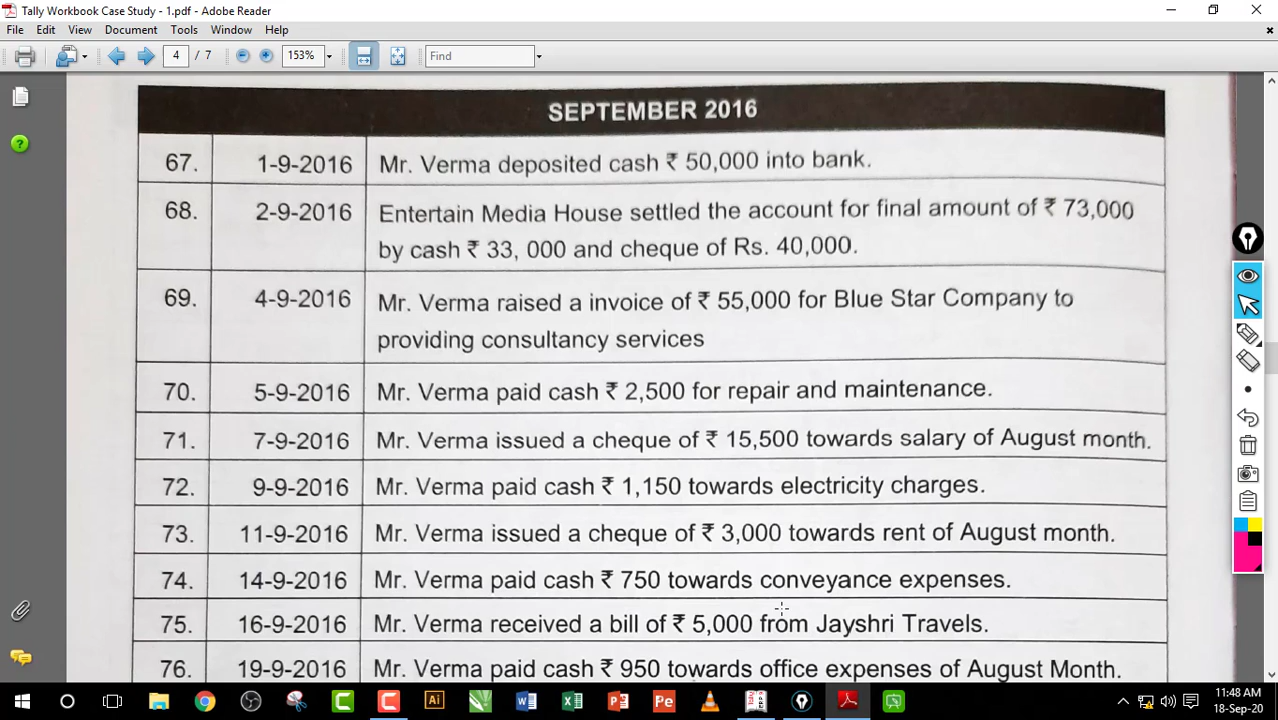 Tally Workbook Case Study - 1.pdf - Adobe Reader
File Edit View Document Tools Window Help
4 / 7 153% Find
SEPTEMBER 2016
67. 1-9-2016 Mr. Verma deposited cash ₹ 50,000 into bank.
68. 2-9-2016 Entertain Media House settled the account for final amount of ₹ 73,000
by cash ₹ 33, 000 and cheque of Rs. 40,000.
69. 4-9-2016 Mr. Verma raised a invoice of ₹ 55,000 for Blue Star Company to
providing consultancy services
70. 5-9-2016 Mr. Verma paid cash ₹ 2,500 for repair and maintenance.
71. 7-9-2016 Mr. Verma issued a cheque of ₹ 15,500 towards salary of August month.
72. 9-9-2016 Mr. Verma paid cash ₹ 1,150 towards electricity charges.
73. 11-9-2016 Mr. Verma issued a cheque of ₹ 3,000 towards rent of August month.
74. 14-9-2016 Mr. Verma paid cash ₹ 750 towards conveyance expenses.
75. 16-9-2016 Mr. Verma received a bill of ₹ 5,000 from Jayshri Travels.
76. 19-9-2016 Mr. Verma paid cash ₹ 950 towards office expenses of August Month.
Ai Pe
11:48 AM
18-Sep-20